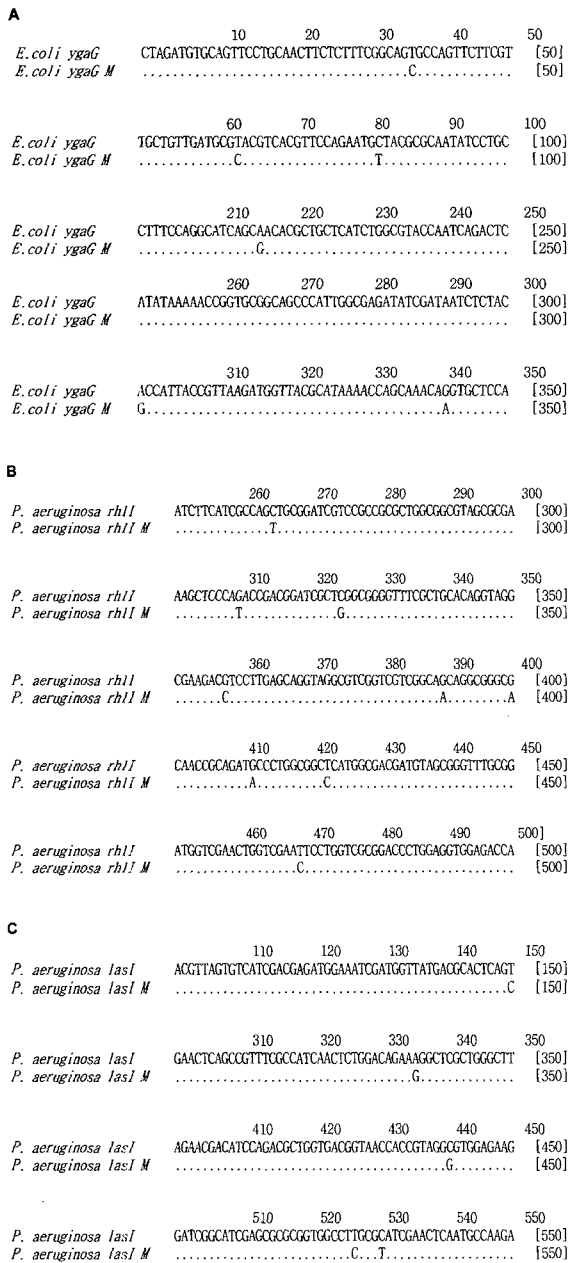 A
10 20 30 40 50
E.coli ygaG CTAGATGTGCAGTTCCTGCAACTTCTCTTTCGGCAGTGCCAGTTCTTCGT [50]
E.coli ygaG M ....................................C............. [50]
60 70 80 90 100
E.coli ygaG TGCTGTTGATGCGTACGTCACGTTCCAGAATGCTACGCGCAATATCCTGC [100]
E.coli ygaG M .............C..................T................. [100]
210 220 230 240 250
E.coli ygaG CTTTCCAGGCATCAGCAACACGCTGCTCATCTGGCGTACCAATCAGACTC [250]
E.coli ygaG M ................G................................. [250]
260 270 280 290 300
E.coli ygaG ATATAAAAACCGGTGCGGCAGCCCATTGGCGAGATATCGATAATCTCTAC [300]
E.coli ygaG M .................................................. [300]
310 320 330 340 350
E.coli ygaG ACCATTACCGTTAAGATGGTTACGCATAAAACCAGCAAACAGGTGCTCCA [350]
E.coli ygaG M G........................................A........ [350]
B
260 270 280 290 300
P. aeruginosa rhlI ATCTTCATCGCCAGCTGCGGATCGTCCGCCGCGCTGGCGGCGTAGCGCGA [300]
P. aeruginosa rhlI M ..............T................................... [300]
310 320 330 340 350
P. aeruginosa rhlI AAGCTCCCAGACCGACGGATCGCTCGGCGGGGTTTCGCTGCACAGGTAGG [350]
P. aeruginosa rhlI M .........T..............G......................... [350]
360 370 380 390 400
P. aeruginosa rhlI CGAAGACGTCCTTGAGCAGGTAGGCGTCGGTCGTCGGCAGCAGGCGGGCG [400]
P. aeruginosa rhlI M .......C...............................A.........A [400]
410 420 430 440 450
P. aeruginosa rhlI CAACCGCAGATGCCCTGGCGGCTCATGGCGACGATGTAGCGGGTTTGCGG [450]
P. aeruginosa rhlI M ...........A..........C........................... [450]
460 470 480 490 500]
P. aeruginosa rhlI ATGGTCGAACTGGTCGAATTCCTGGTCGCGGACCCTGGAGGTGGAGACCA [500]
P. aeruginosa rhlI M ..................C............................... [500]
C
110 120 130 140 150
P. aeruginosa lasI ACGTTAGTGTCATCGACGAGATGGAAATCGATGGTTATGACGCACTCAGT [150]
P. aeruginosa lasI M .................................................C [150]
310 320 330 340 350
P. aeruginosa lasI GAACTCAGCCGTTTCGCCATCAACTCTGGACAGAAAGGCTCGCTGGGCTT [350]
P. aeruginosa lasI M ...................................G.............. [350]
410 420 430 440 450
P. aeruginosa lasI AGAACGACATCCAGACGCTGGTGACGGTAACCACCGTAGGCGTGGAGAAG [450]
P. aeruginosa lasI M ........................................G......... [450]
510 520 530 540 550
P. aeruginosa lasI GATCGGCATCGAGCGCGCGGTGGCCTTGCGCATCGAACTCAATGCCAAGA [550]
P. aeruginosa lasI M ..........................C...T................... [550]